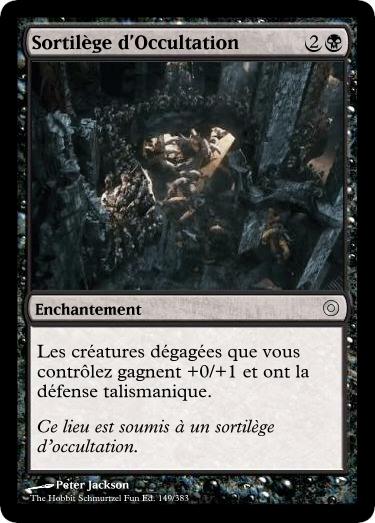 Sortilège d'Occultation 2
Enchantement
Les créatures dégagées que vous
contrôlez gagnent +0/+1 et ont la
défense talismanique.
Ce lieu est soumis à un sortilège
d'occultation.
Peter Jackson
The Hobbit Schmurtzel Fun Ed. 149/383